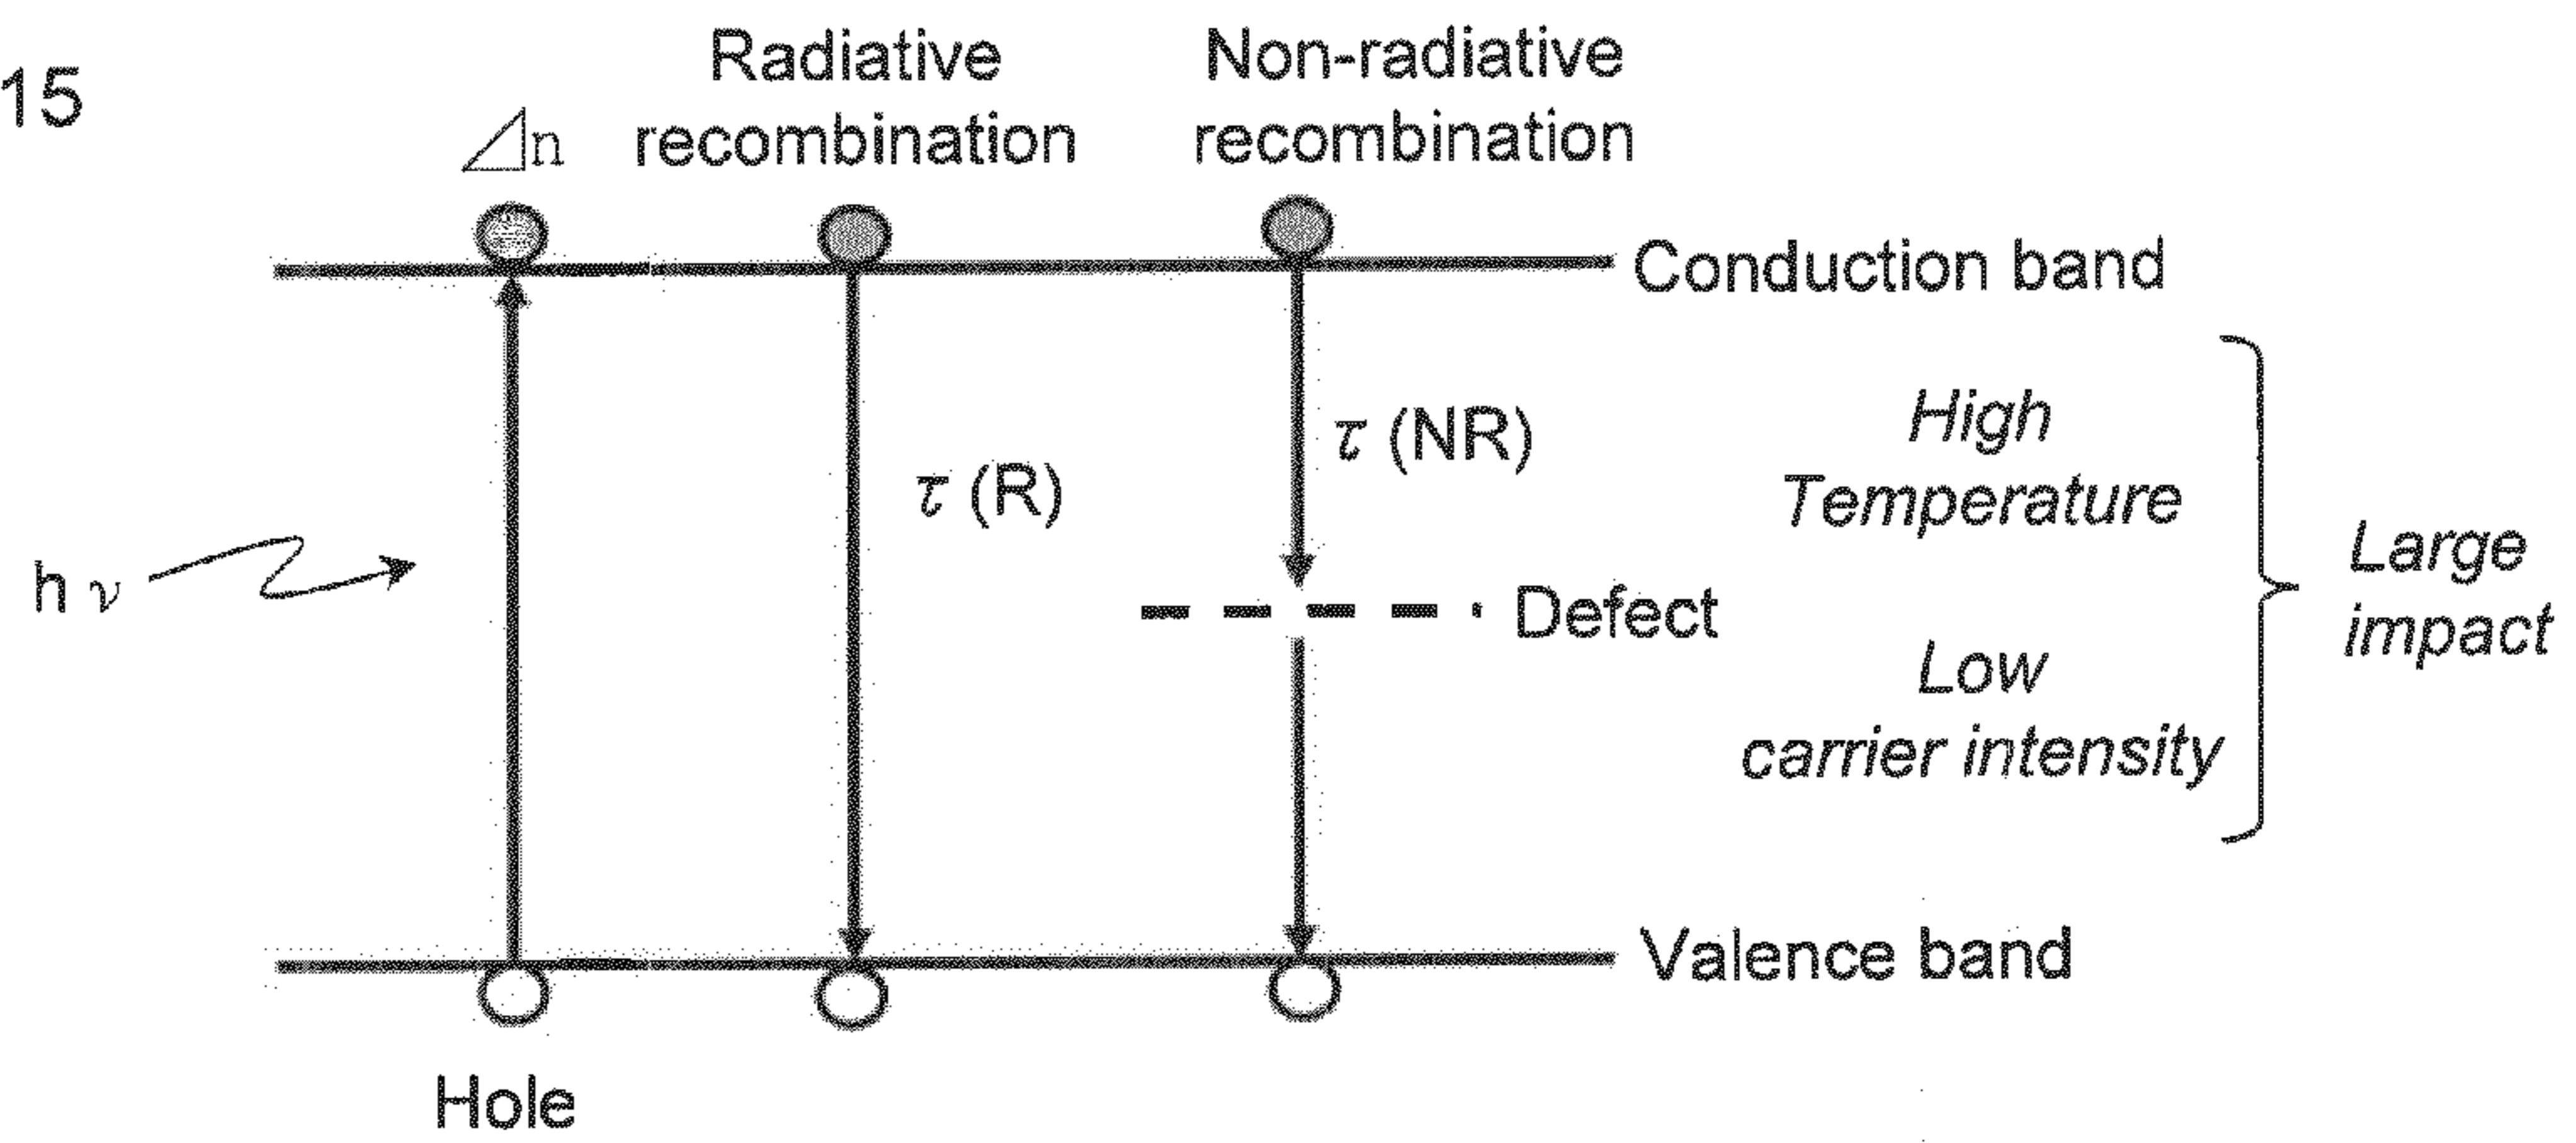 15
Radiative
recombination
Non-radiative
recombination
⊿n
Conduction band
τ (R)
τ (NR)
High
Temperature
hν
Defect
Large
impact
Low
carrier intensity
Valence band
Hole